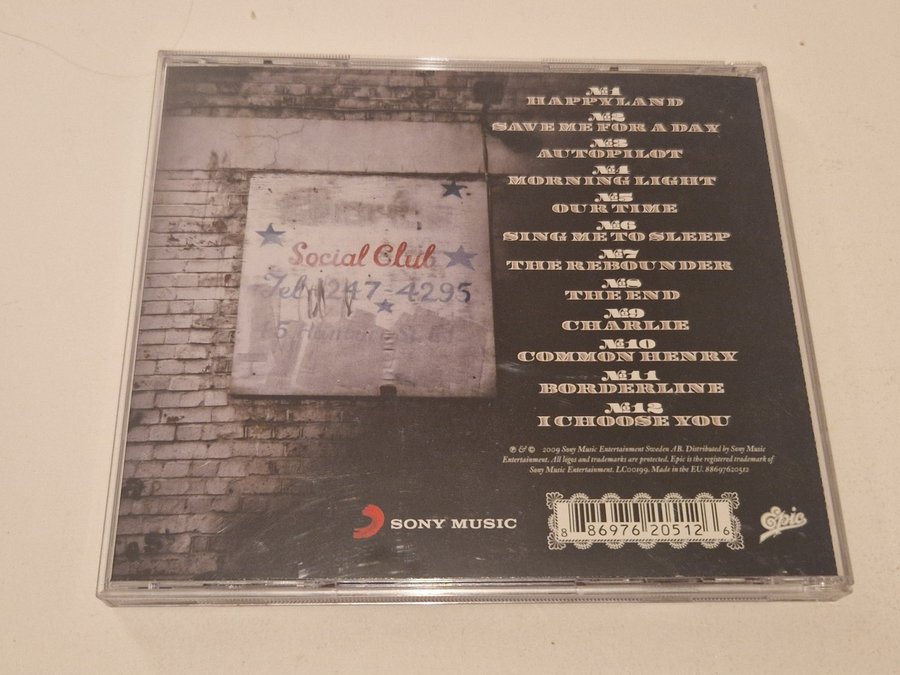 Social Club
Tel 247-4295
№1
HAPPYLAND
№2
SAVE ME FOR A DAY
№3
AUTOPILOT
№4
MORNING LIGHT
№5
OUR TIME
№6
SING ME TO SLEEP
№7
THE REBOUNDER
№8
THE END
№9
CHARLIE
№10
COMMON HENRY
№11
BORDERLINE
№12
I CHOOSE YOU
℗ & © 2009 Sony Music Entertainment Sweden AB. Distributed by Sony Music
Entertainment. All logos and trademarks are protected. Epic is the registered trademark of
Sony Music Entertainment. LC00199. Made in the EU. 88697620512
SONY MUSIC
8 86976 20512 6
Epic